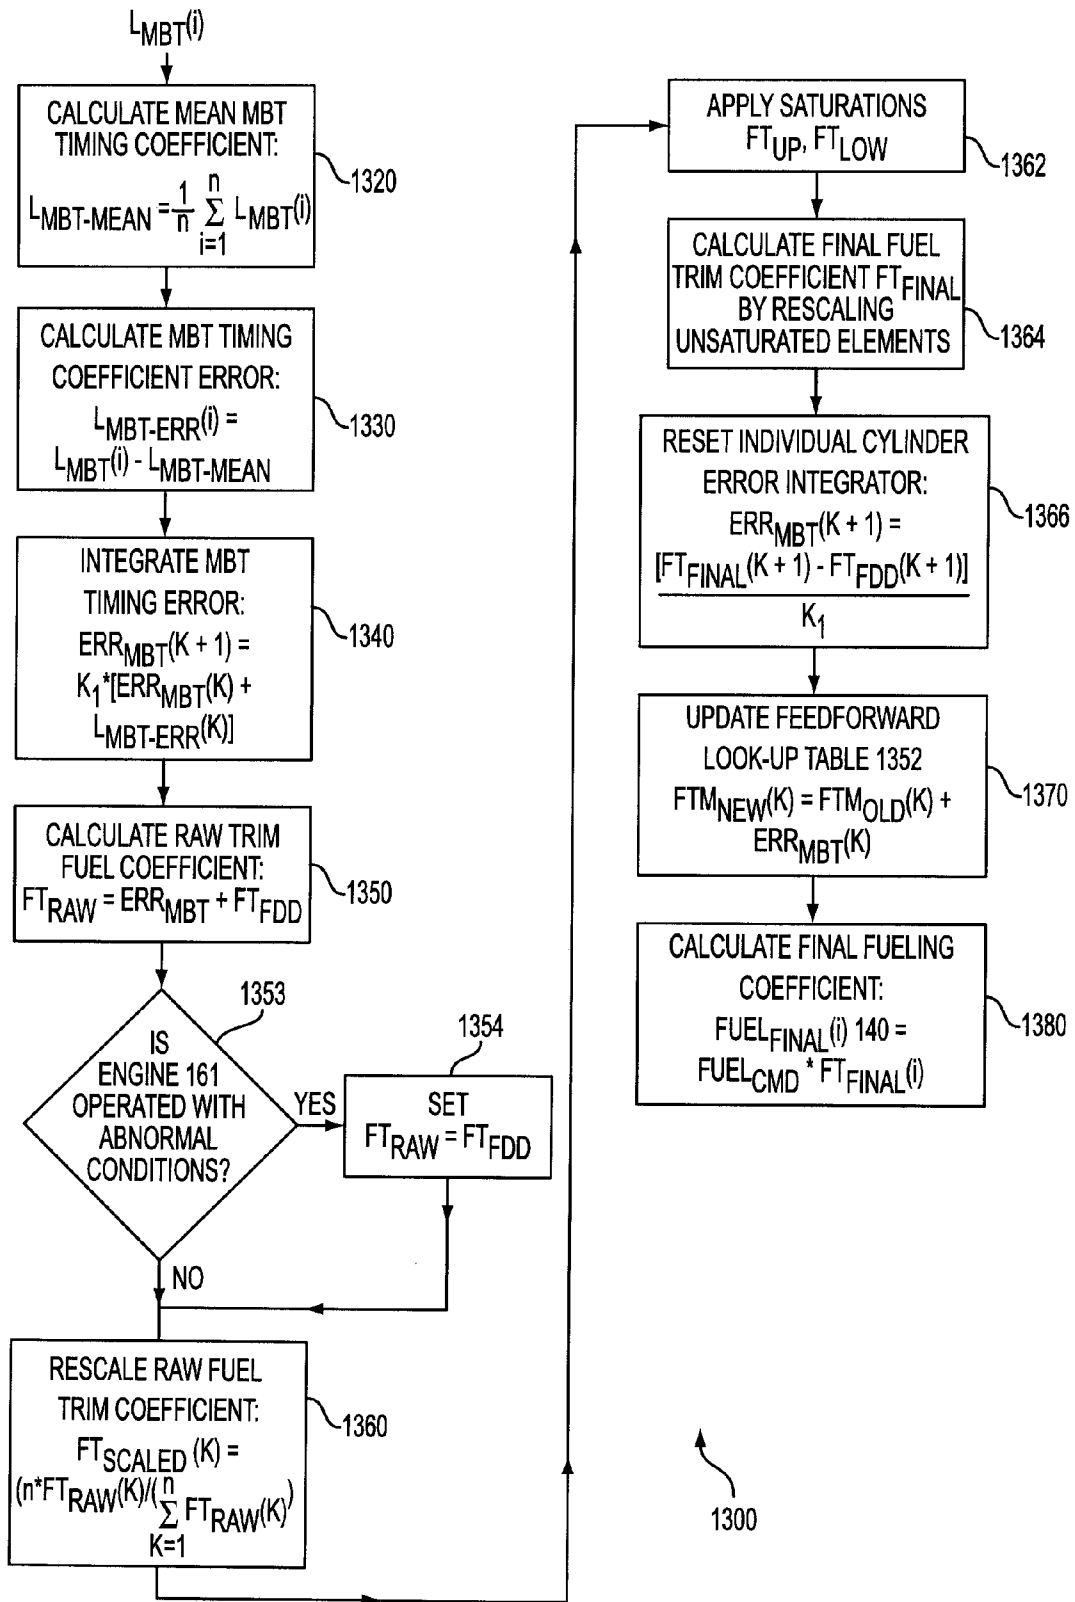 LMBT(i)
CALCULATE MEAN MBT
TIMING COEFFICIENT:
LMBT-MEAN = 1/n n∑i=1 LMBT(i)
1320
CALCULATE MBT TIMING
COEFFICIENT ERROR:
LMBT-ERR(i) =
LMBT(i) - LMBT-MEAN
1330
INTEGRATE MBT
TIMING ERROR:
ERRMBT(K + 1) =
K1*[ERRMBT(K) +
LMBT-ERR(K)]
1340
CALCULATE RAW TRIM
FUEL COEFFICIENT:
FTRAW = ERRMBT + FTFDD
1350
1353
IS
ENGINE 161
OPERATED WITH
ABNORMAL
CONDITIONS?
YES
1354
SET
FTRAW = FTFDD
NO
RESCALE RAW FUEL
TRIM COEFFICIENT:
FTSCALED (K) =
(n*FTRAW(K)/(n∑K=1 FTRAW(K))
1360
APPLY SATURATIONS
FTUP, FTLOW
1362
CALCULATE FINAL FUEL
TRIM COEFFICIENT FTFINAL
BY RESCALING
UNSATURATED ELEMENTS
1364
RESET INDIVIDUAL CYLINDER
ERROR INTEGRATOR:
ERRMBT(K + 1) =
[FTFINAL(K + 1) - FTFDD(K + 1)]
K1
1366
UPDATE FEEDFORWARD
LOOK-UP TABLE 1352
FTMNEW(K) = FTMOLD(K) +
ERRMBT(K)
1370
CALCULATE FINAL FUELING
COEFFICIENT:
FUELFINAL(i) 140 =
FUELCMD * FTFINAL(i)
1380
1300